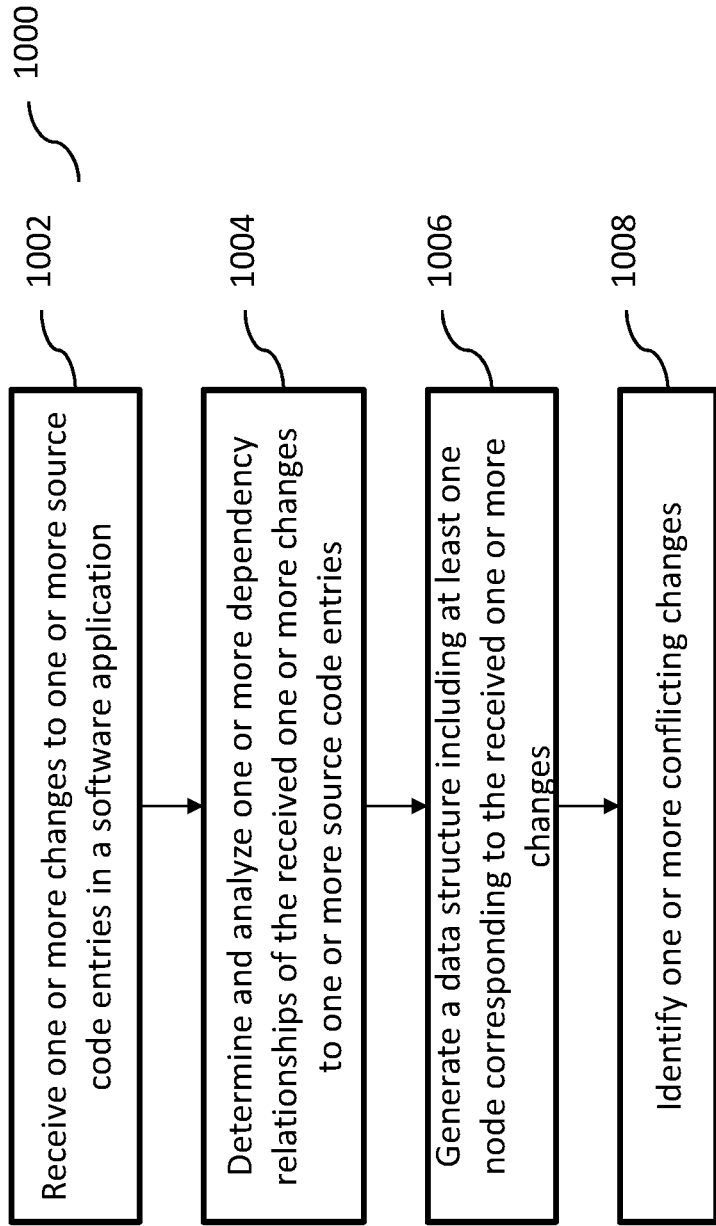 1000
1002
Receive one or more changes to one or more source
code entries in a software application
1004
Determine and analyze one or more dependency
relationships of the received one or more changes
to one or more source code entries
1006
Generate a data structure including at least one
node corresponding to the received one or more
changes
1008
Identify one or more conflicting changes